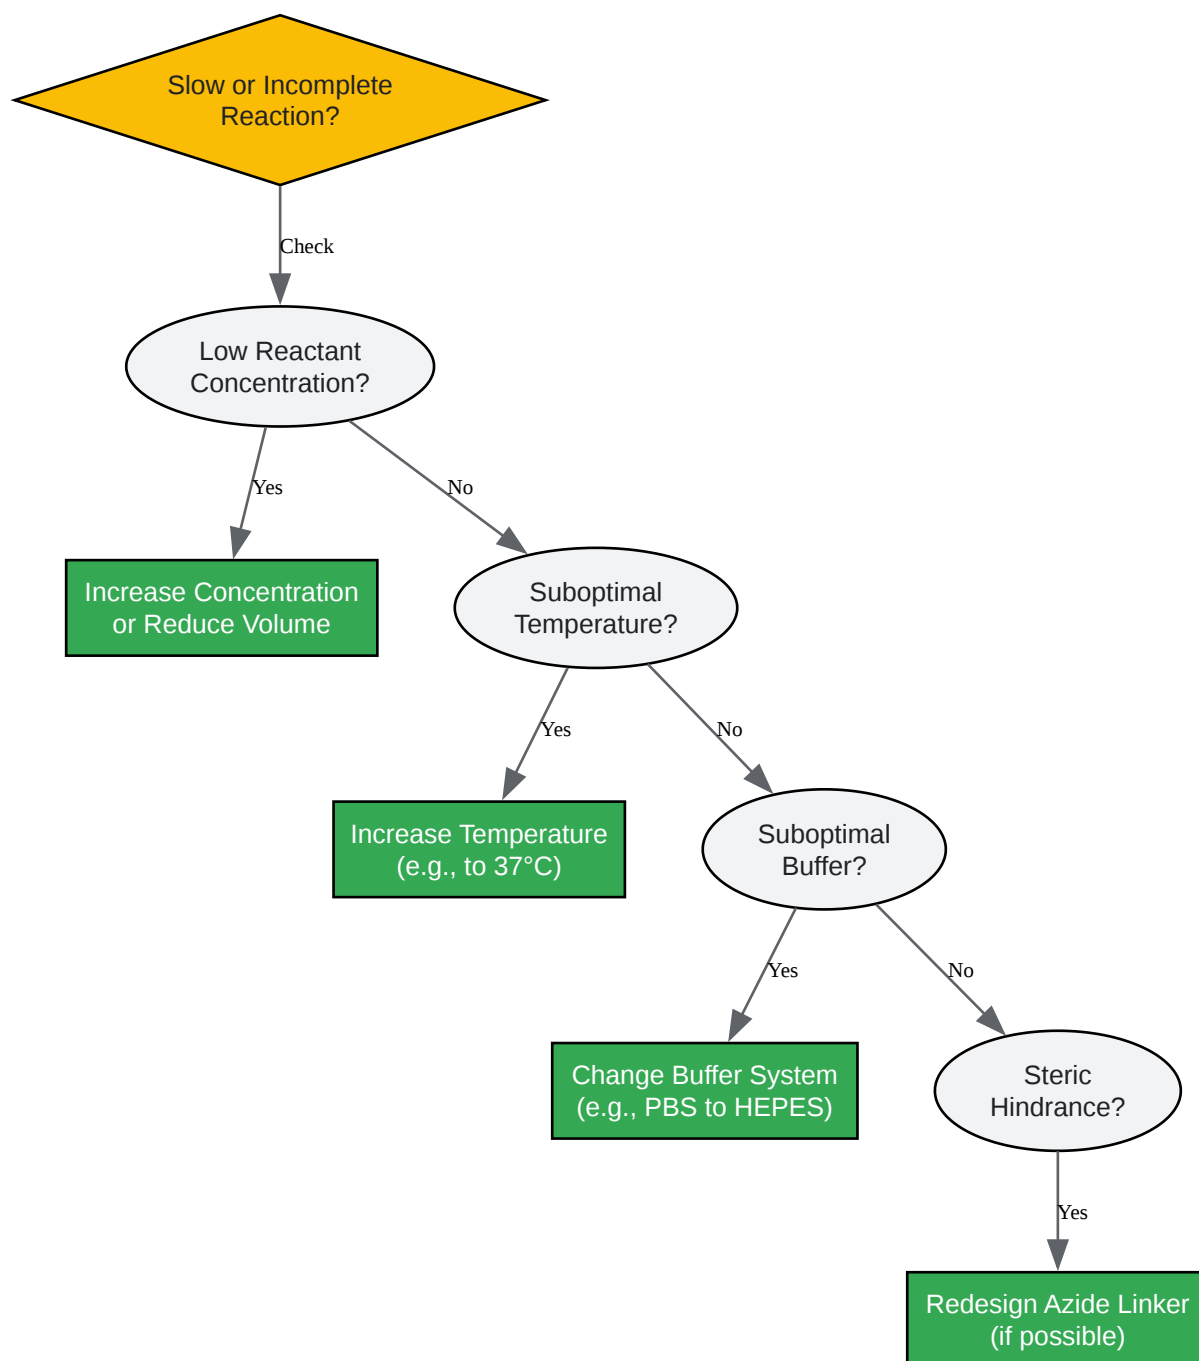 Slow or Incomplete
Reaction?
Check
Low Reactant
Concentration?
Yes
No
Increase Concentration
or Reduce Volume
Suboptimal
Temperature?
Yes
No
Increase Temperature
(e.g., to 37°C)
Suboptimal
Buffer?
Yes
No
Change Buffer System
(e.g., PBS to HEPES)
Steric
Hindrance?
Yes
Redesign Azide Linker
(if possible)